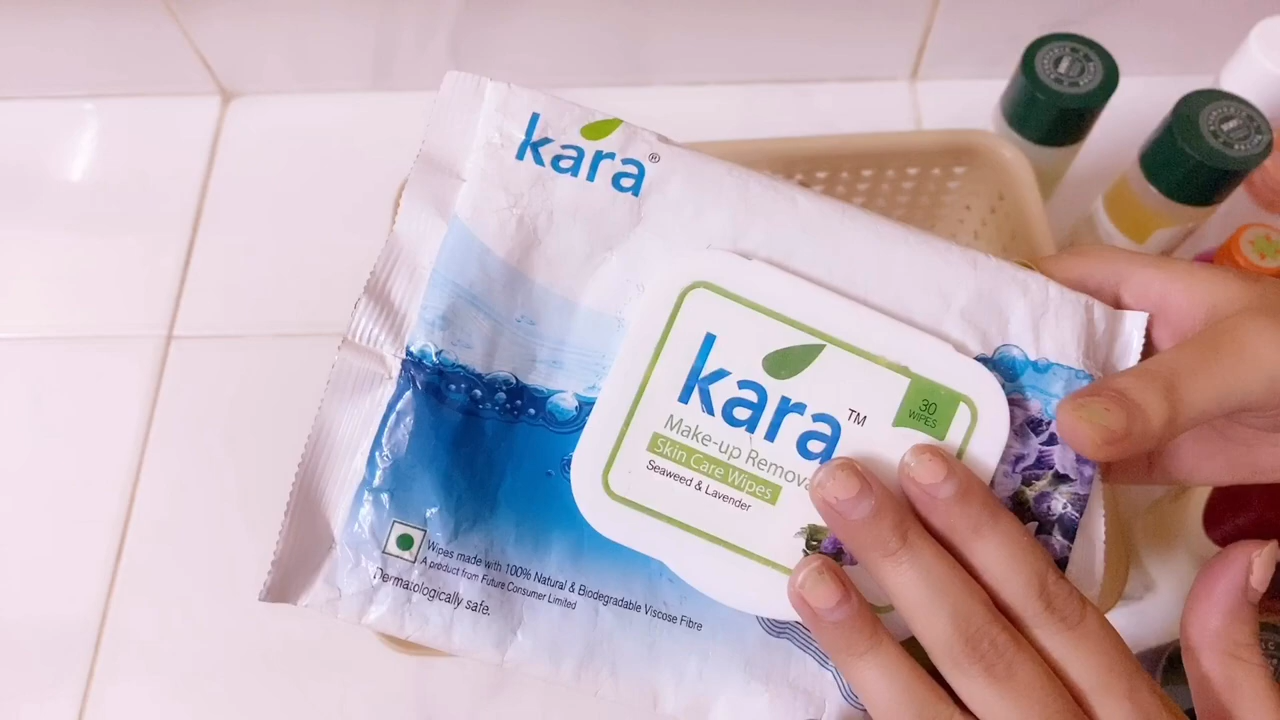 kara®
kara™
30
WIPES
Make-up Remova
Skin Care Wipes
Seaweed & Lavender
Wipes made with 100% Natural & Biodegradable Viscose Fibre
A product from Future Consumer Limited
Dermatologically safe.